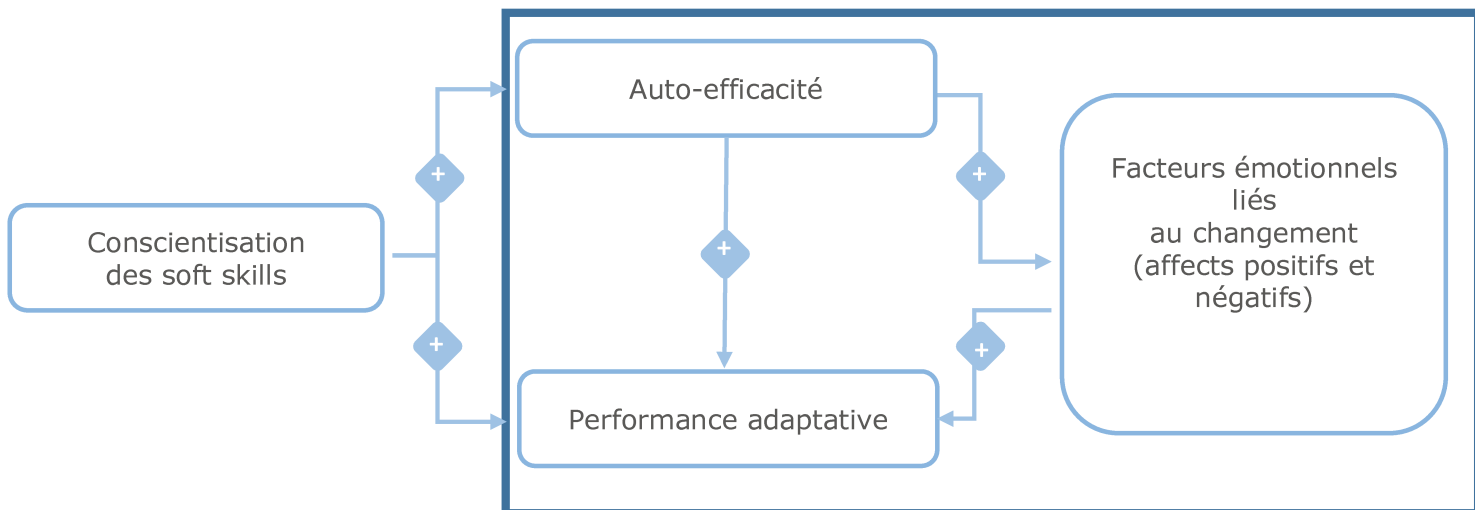 Auto-efficacité
+
+
Facteurs émotionnels
liés
au changement
(affects positifs et
négatifs)
Conscientisation
des soft skills
+
+
+
Performance adaptative